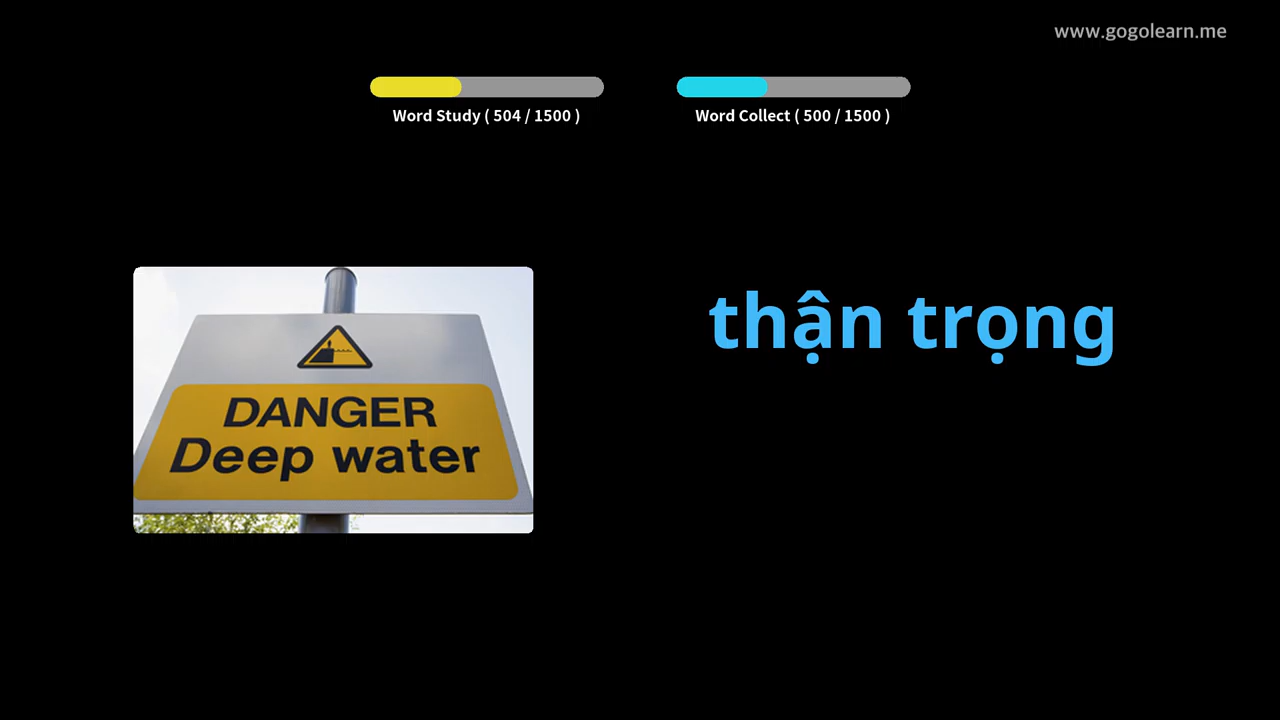 www.gogolearn.me
Word Study ( 504 / 1500 )
Word Collect ( 500 / 1500 )
thận trọng
DANGER
Deep water